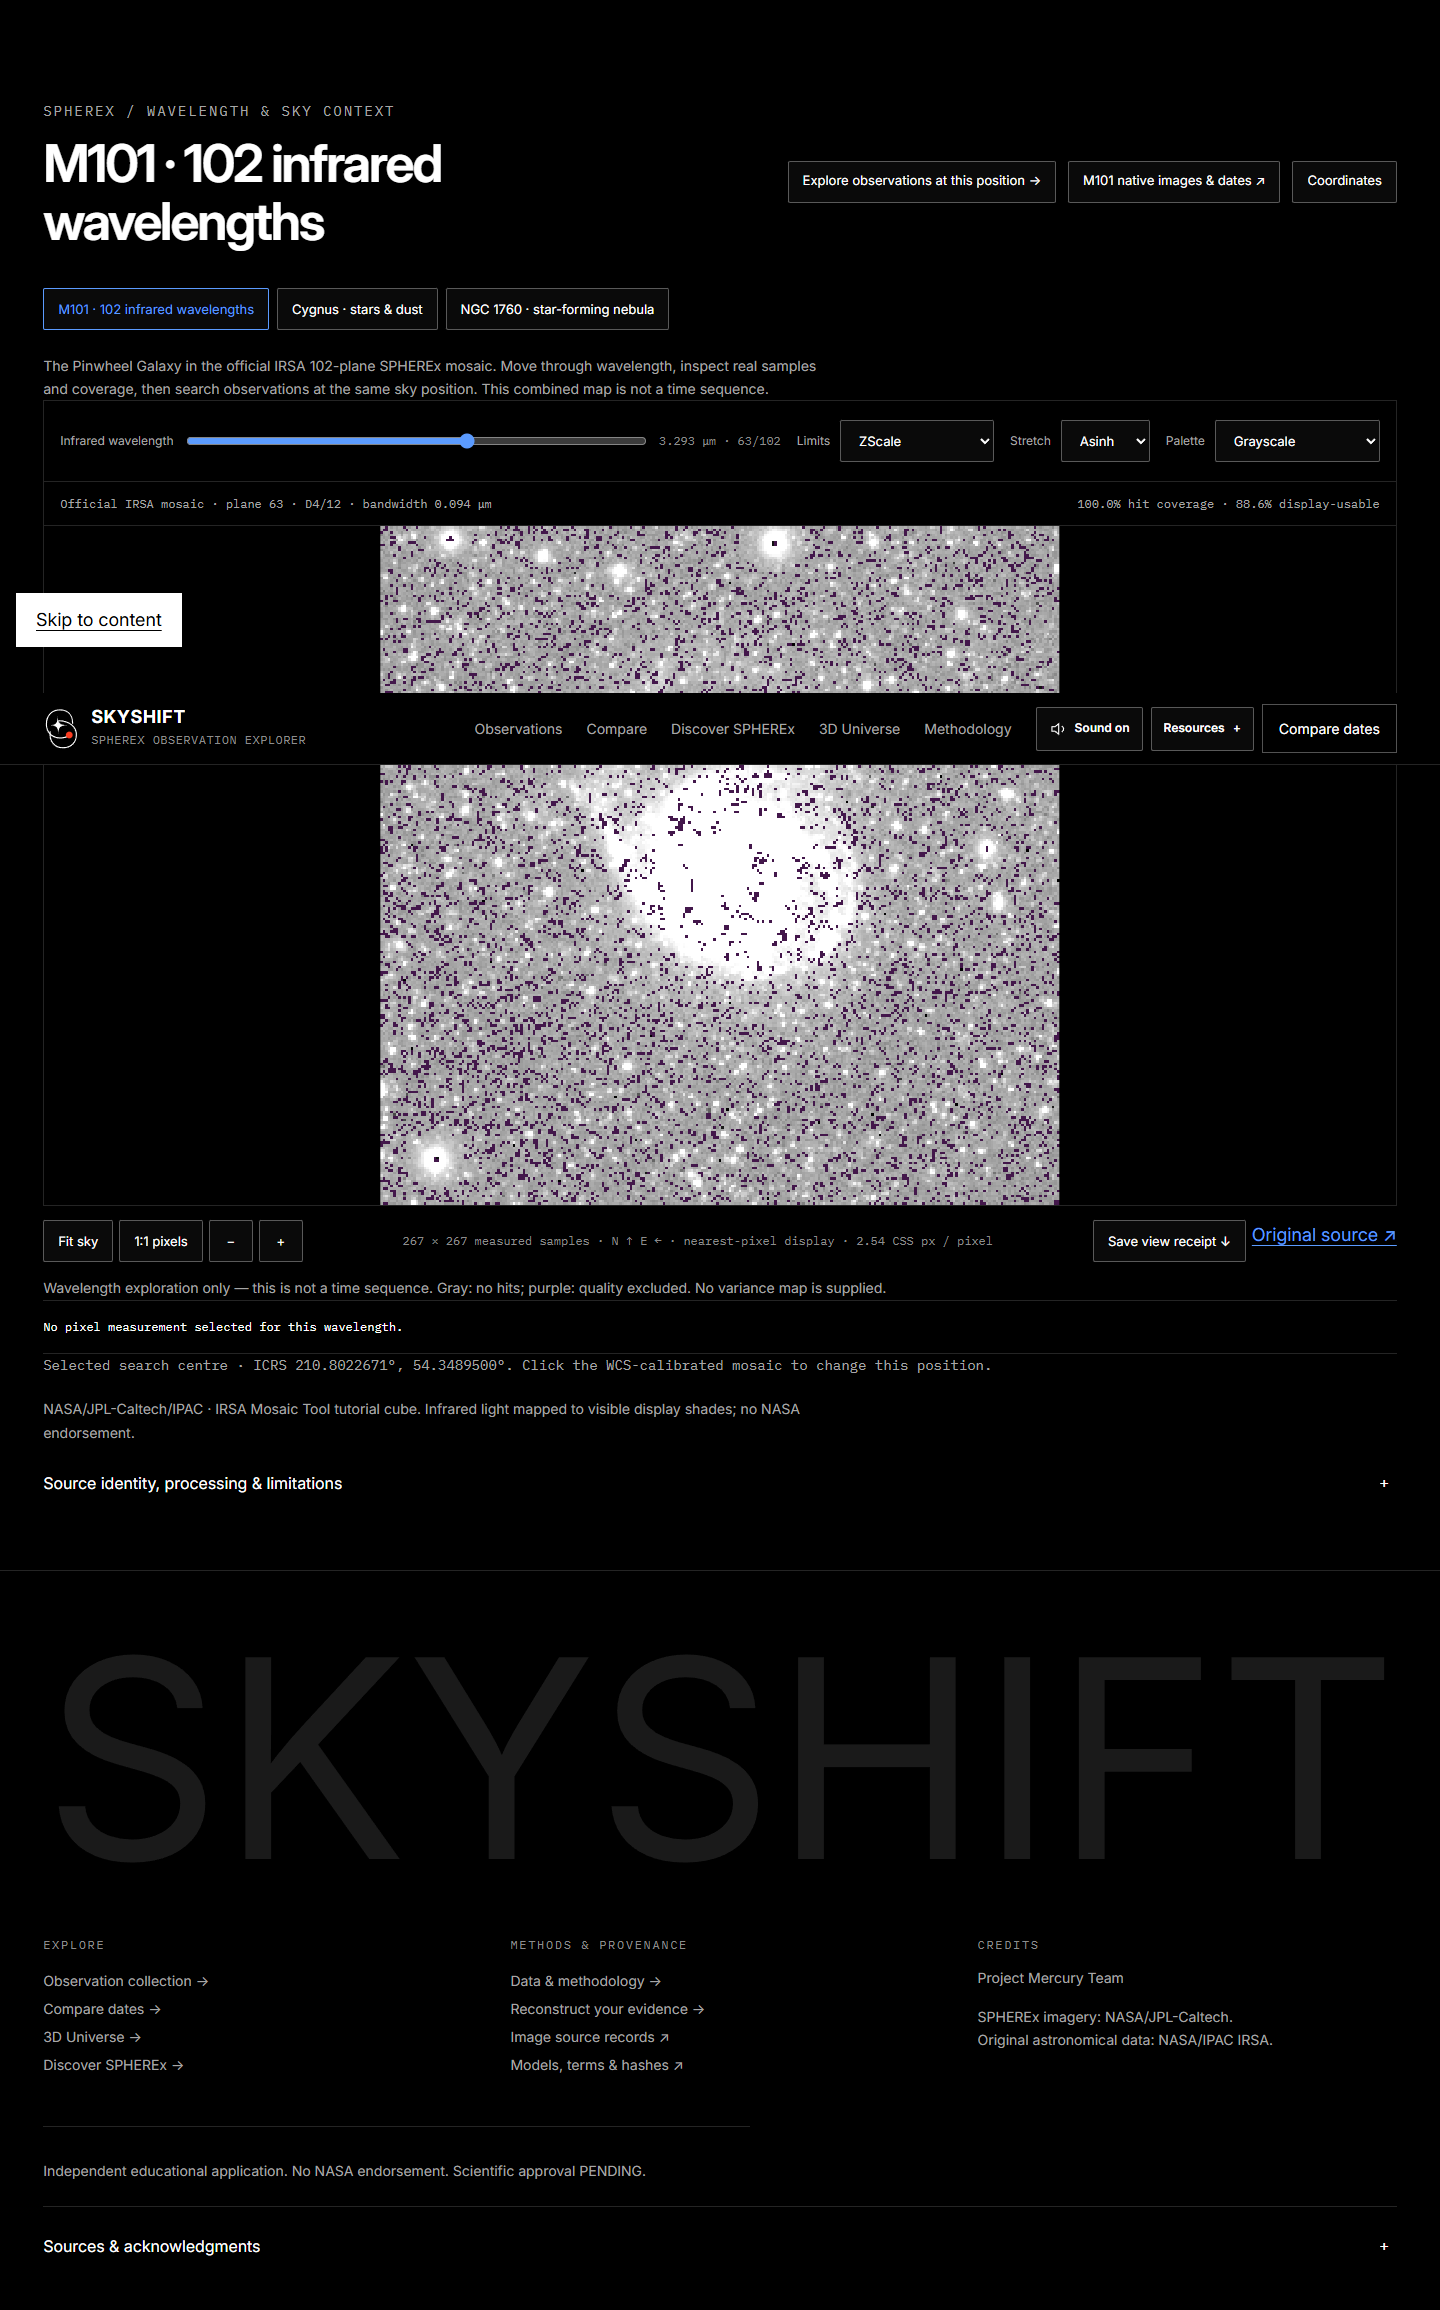 SPHEREX / WAVELENGTH & SKY CONTEXT
M101 · 102 infrared
wavelengths
Explore observations at this position →
M101 native images & dates ↗
Coordinates
M101 · 102 infrared wavelengths
Cygnus · stars & dust
NGC 1760 · star-forming nebula
The Pinwheel Galaxy in the official IRSA 102-plane SPHEREx mosaic. Move through wavelength, inspect real samples
and coverage, then search observations at the same sky position. This combined map is not a time sequence.
Infrared wavelength 3.293 µm · 63/102 Limits ZScale Stretch Asinh Palette Grayscale
Official IRSA mosaic · plane 63 · D4/12 · bandwidth 0.094 µm
100.0% hit coverage · 88.6% display-usable
Skip to content
SKYSHIFT
SPHEREX OBSERVATION EXPLORER
Observations Compare Discover SPHEREx 3D Universe Methodology Sound on Resources + Compare dates
Fit sky 1:1 pixels − +
267 × 267 measured samples · N ↑ E ← · nearest-pixel display · 2.54 CSS px / pixel
Save view receipt ↓ Original source ↗
Wavelength exploration only — this is not a time sequence. Gray: no hits; purple: quality excluded. No variance map is supplied.
No pixel measurement selected for this wavelength.
Selected search centre · ICRS 210.8022671°, 54.3489500°. Click the WCS-calibrated mosaic to change this position.
NASA/JPL-Caltech/IPAC · IRSA Mosaic Tool tutorial cube. Infrared light mapped to visible display shades; no NASA
endorsement.
Source identity, processing & limitations +
SKYSHIFT
EXPLORE
Observation collection →
Compare dates →
3D Universe →
Discover SPHEREx →
METHODS & PROVENANCE
Data & methodology →
Reconstruct your evidence →
Image source records ↗
Models, terms & hashes ↗
CREDITS
Project Mercury Team
SPHEREx imagery: NASA/JPL-Caltech.
Original astronomical data: NASA/IPAC IRSA.
Independent educational application. No NASA endorsement. Scientific approval PENDING.
Sources & acknowledgments +